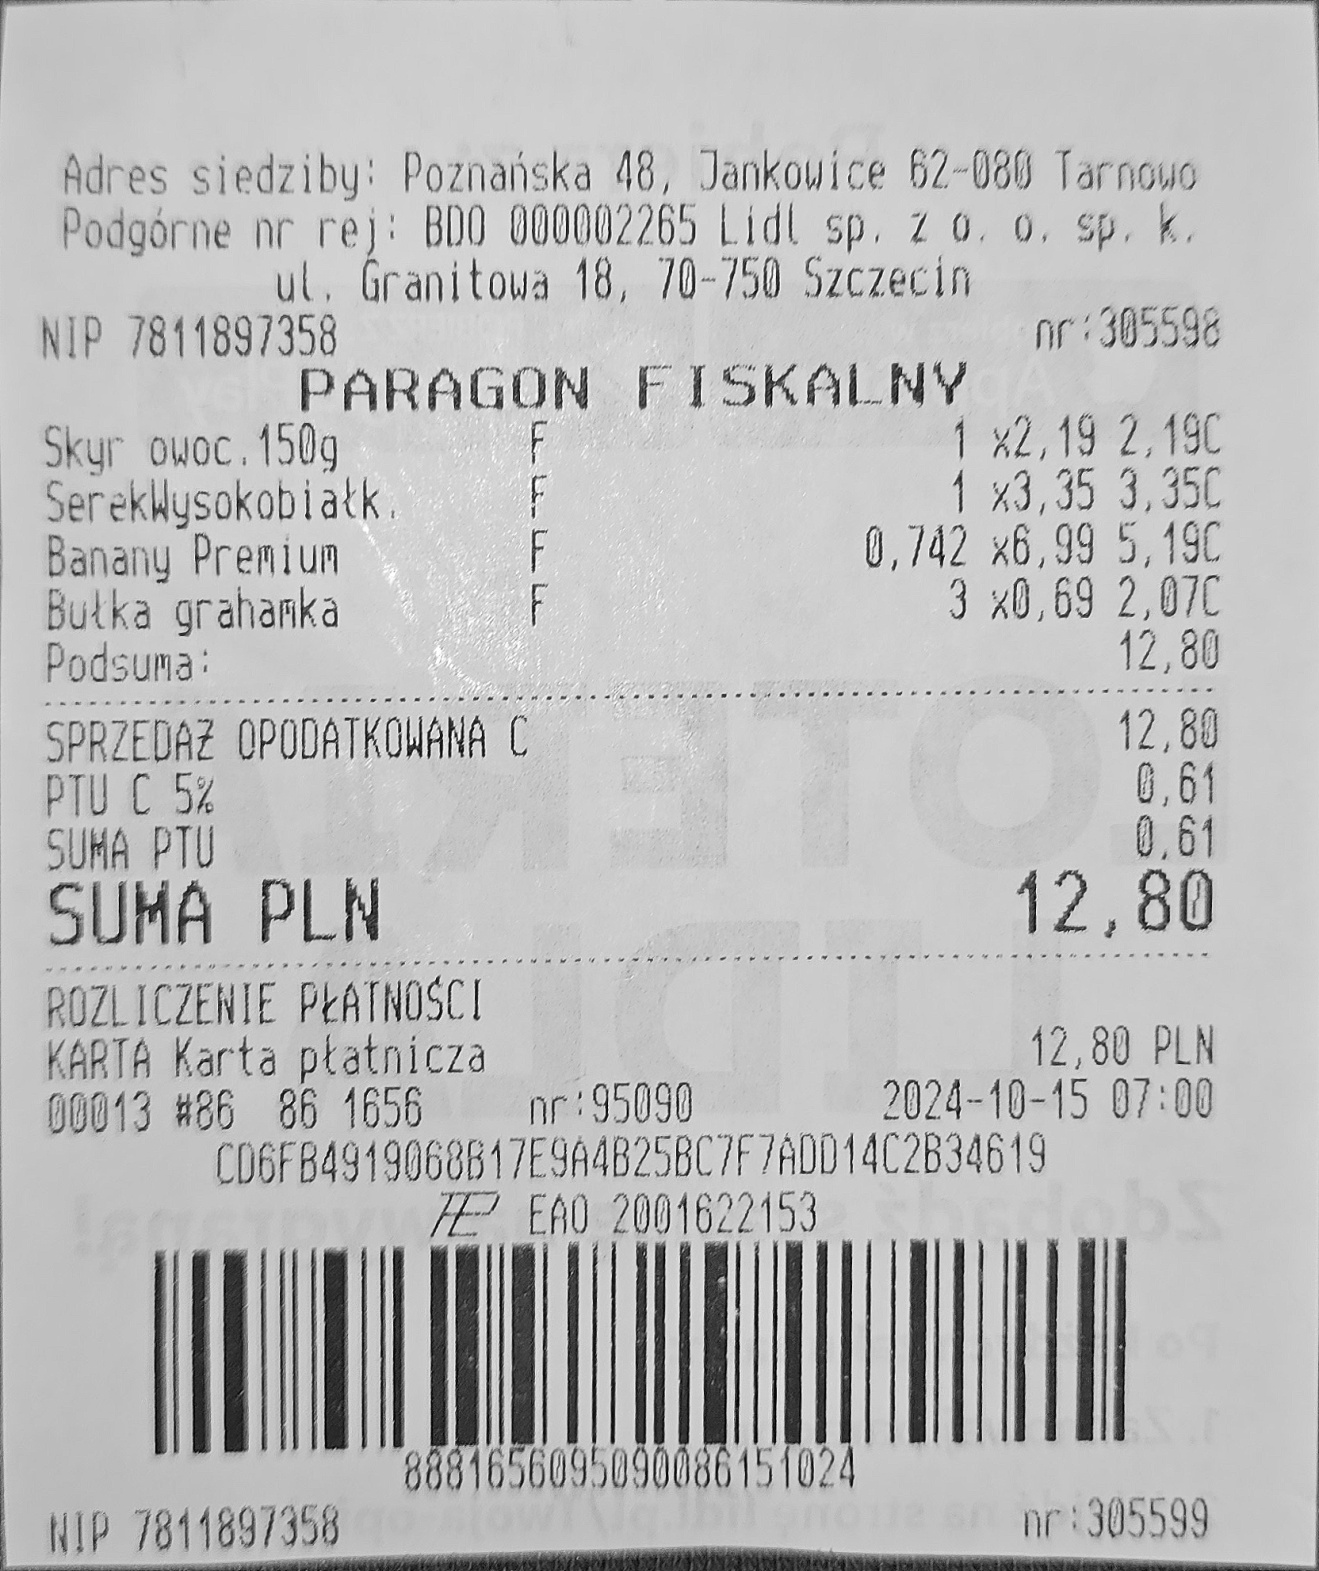 Adres siedziby: Poznańska 48, Jankowice 62-080 Tarnowo
Podgórne nr rej: BDO 000002265 Lidl sp. z o. o. sp. k.
ul. Granitowa 18, 70-750 Szczecin
NIP 7811897358 nr:305598
PARAGON FISKALNY
Skyr owoc.150g F 1 x2,19 2,19C
SerekWysokobiałk. F 1 x3,35 3,35C
Banany Premium F 0,742 x6,99 5,19C
Bułka grahamka F 3 x0,69 2,07C
Podsuma: 12,80
SPRZEDAŻ OPODATKOWANA C 12,80
PTU C 5% 0,61
SUMA PTU 0,61
SUMA PLN 12,80
ROZLICZENIE PŁATNOŚCI
KARTA Karta płatnicza 12,80 PLN
00013 #86 86 1656 nr:95090 2024-10-15 07:00
CD6FB4919068B17E9A4B25BC7F7ADD14C2B34619
EAO 2001622153
8881656095090086151024
NIP 7811897358 nr:305599